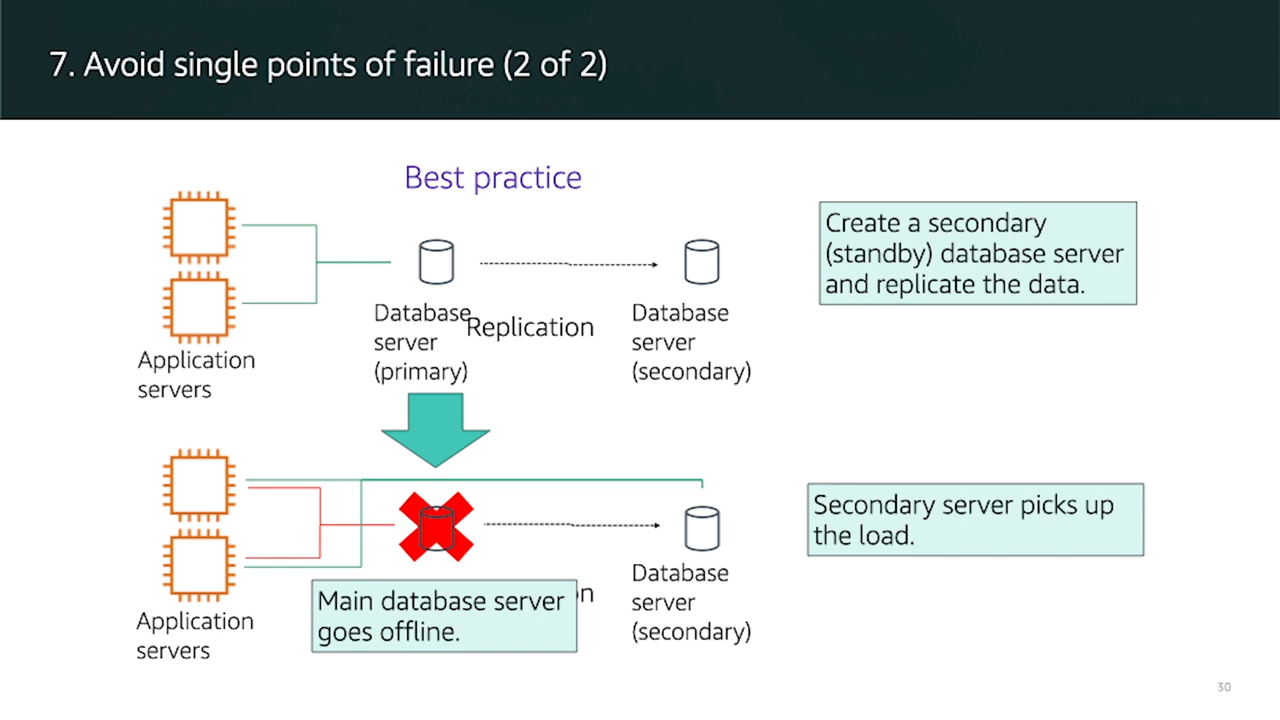 7. Avoid single points of failure (2 of 2)
Best practice
Create a secondary
(standby) database server
and replicate the data.
Database
server
(primary)
Replication
Database
server
(secondary)
Application
servers
Secondary server picks up
the load.
Main database server
goes offline.
n
Database
server
(secondary)
Application
servers
30